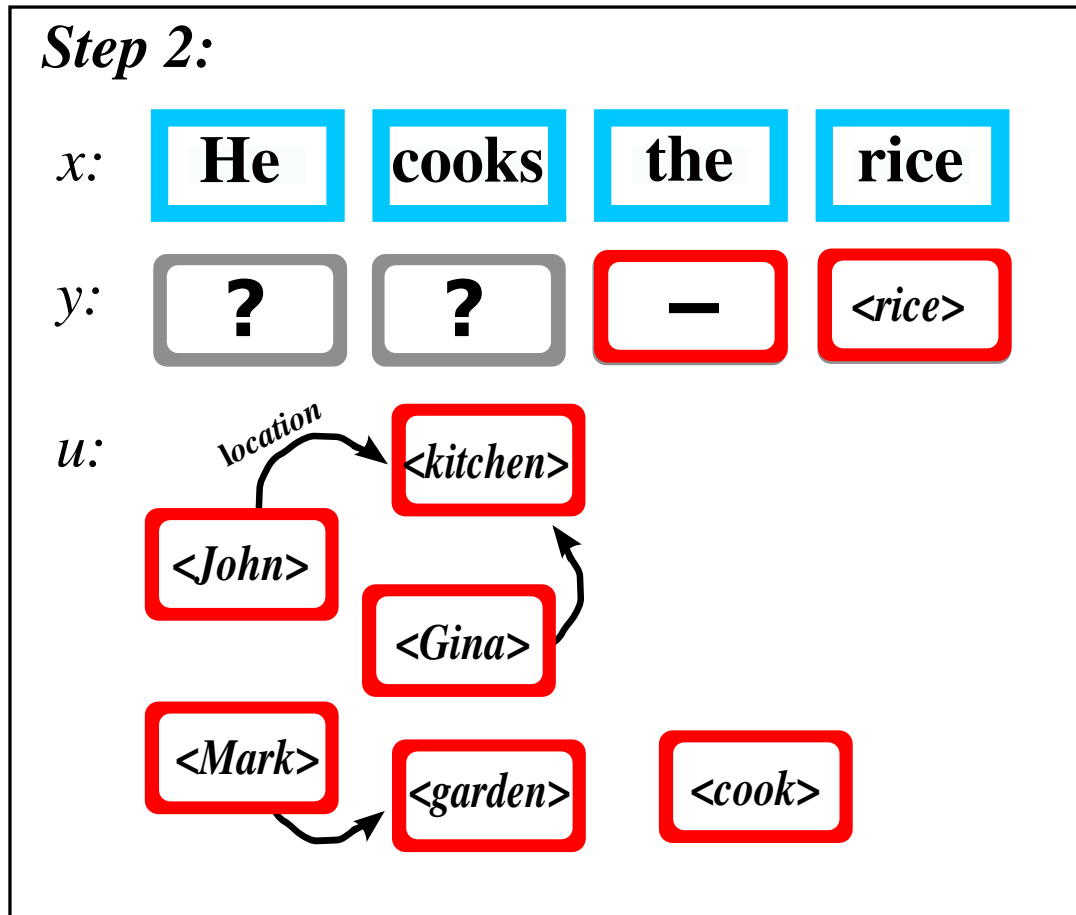 Step 2:
x: He cooks the rice
y: ? ? – <rice>
u: location <kitchen>
<John>
<Gina>
<Mark>
<garden> <cook>